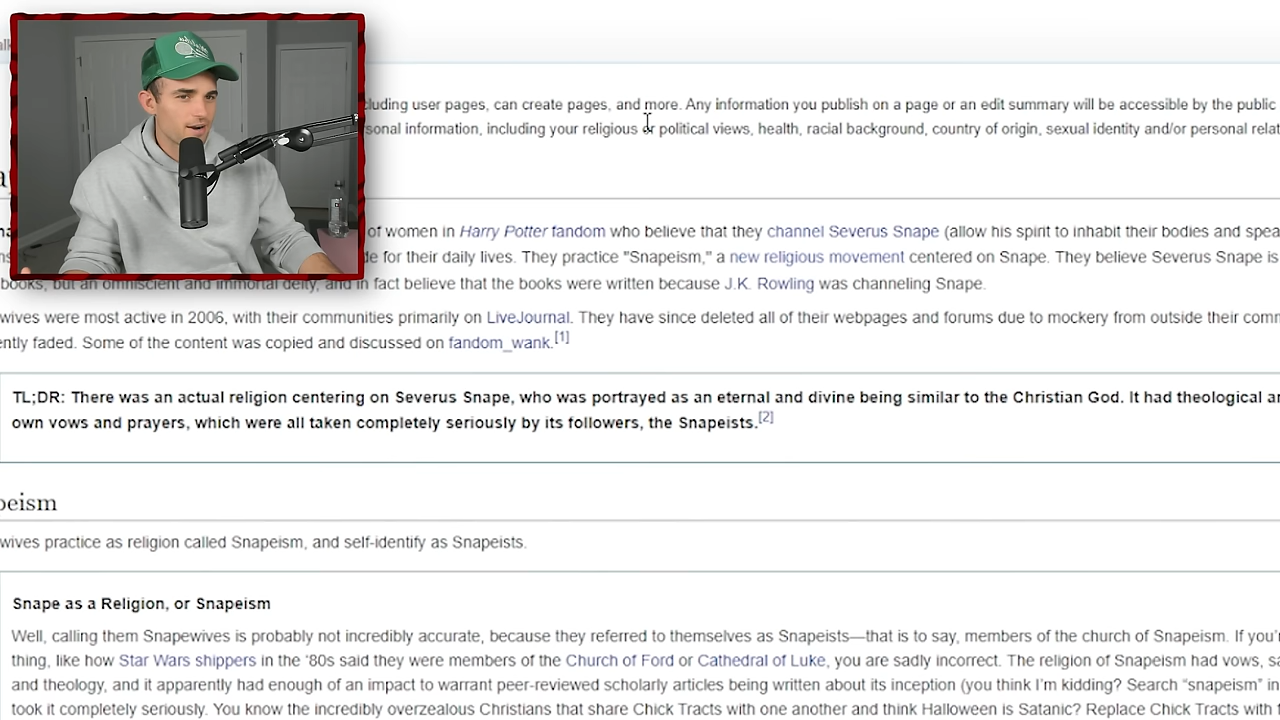 cluding user pages, can create pages, and more. Any information you publish on a page or an edit summary will be accessible by the public
sonal information, including your religious or political views, health, racial background, country of origin, sexual identity and/or personal relat
of women in Harry Potter fandom who believe that they channel Severus Snape (allow his spirit to inhabit their bodies and spea
de for their daily lives. They practice "Snapeism," a new religious movement centered on Snape. They believe Severus Snape is
books, but an omniscient and immortal deity, and in fact believe that the books were written because J.K. Rowling was channeling Snape.
wives were most active in 2006, with their communities primarily on LiveJournal. They have since deleted all of their webpages and forums due to mockery from outside their comm
ently faded. Some of the content was copied and discussed on fandom_wank.[1]
TL;DR: There was an actual religion centering on Severus Snape, who was portrayed as an eternal and divine being similar to the Christian God. It had theological ar
own vows and prayers, which were all taken completely seriously by its followers, the Snapeists.[2]
peism
wives practice as religion called Snapeism, and self-identify as Snapeists.
Snape as a Religion, or Snapeism
Well, calling them Snapewives is probably not incredibly accurate, because they referred to themselves as Snapeists—that is to say, members of the church of Snapeism. If you'r
thing, like how Star Wars shippers in the '80s said they were members of the Church of Ford or Cathedral of Luke, you are sadly incorrect. The religion of Snapeism had vows, sa
and theology, and it apparently had enough of an impact to warrant peer-reviewed scholarly articles being written about its inception (you think I'm kidding? Search "snapeism" in
took it completely seriously. You know the incredibly overzealous Christians that share Chick Tracts with one another and think Halloween is Satanic? Replace Chick Tracts with f